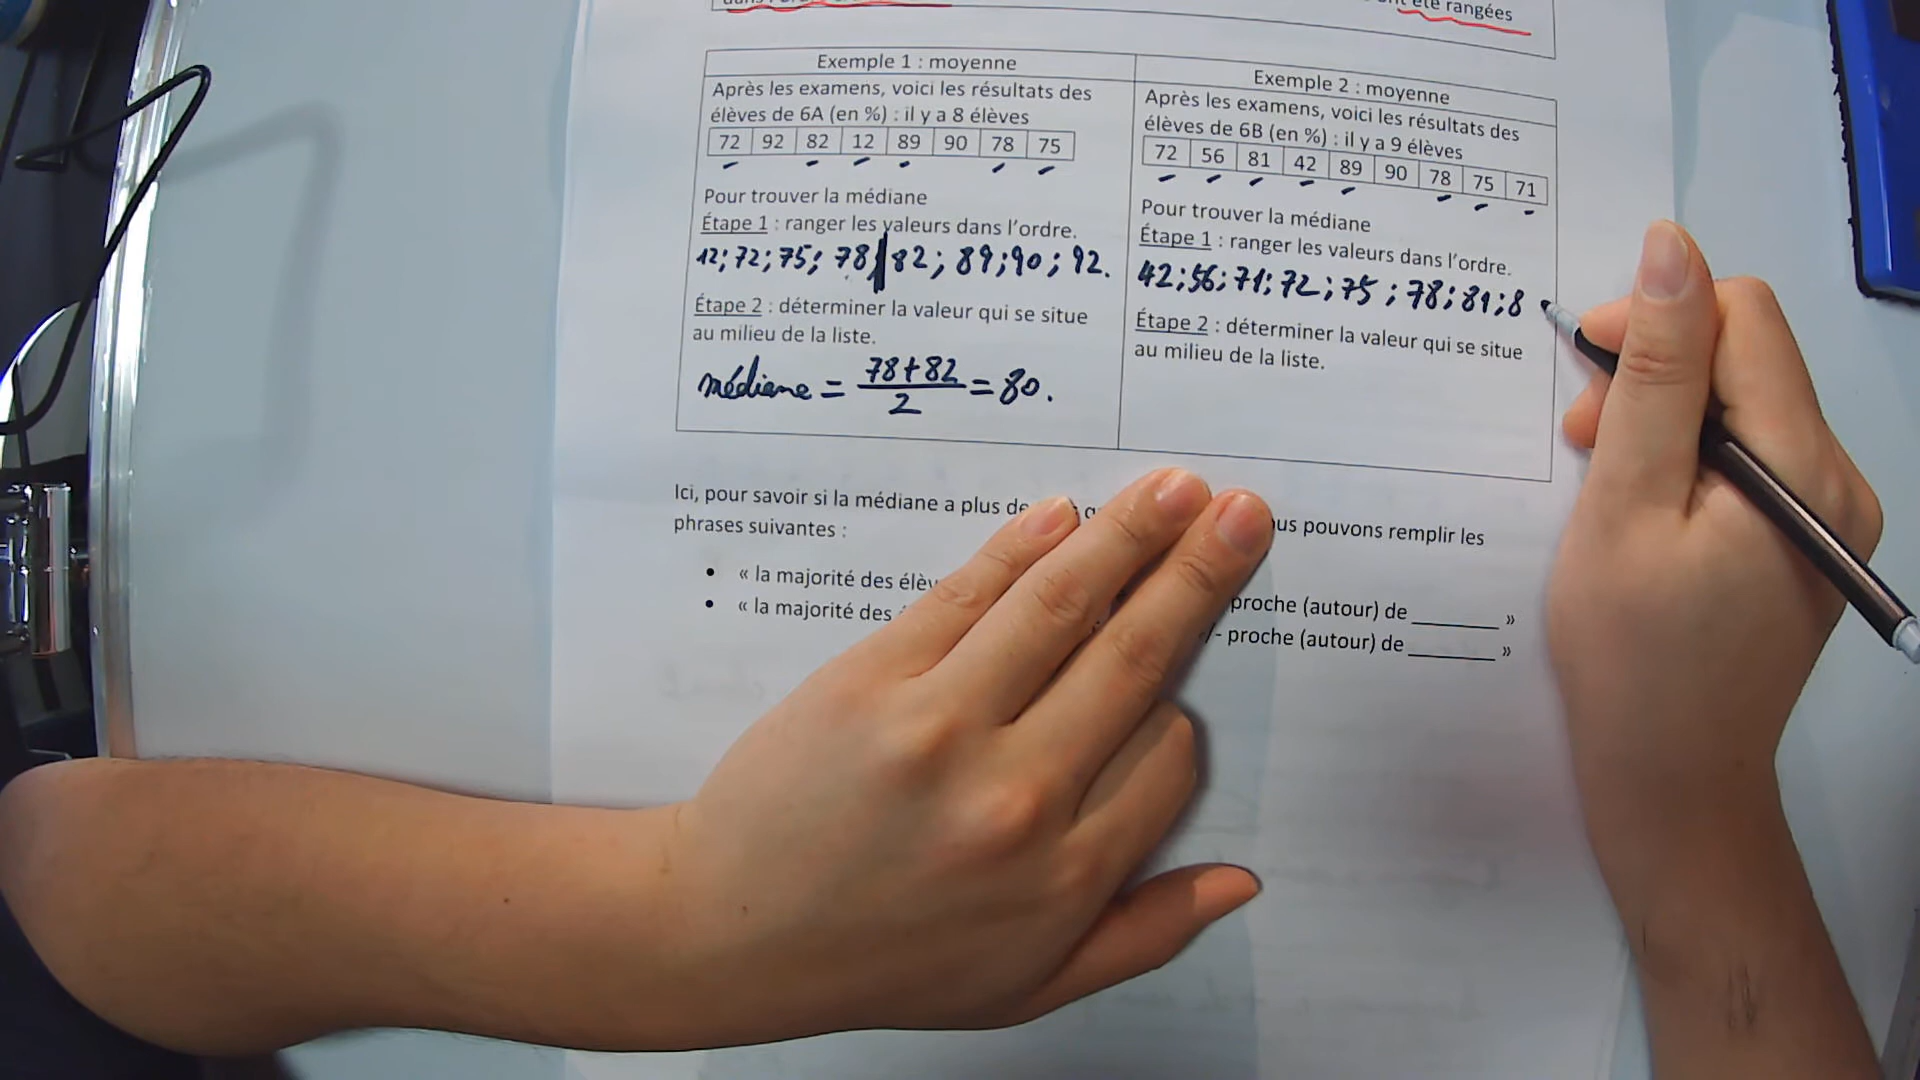 été rangées
Exemple 1 : moyenne
Après les examens, voici les résultats des
élèves de 6A (en %) : il y a 8 élèves
72 92 82 12 89 90 78 75
Pour trouver la médiane
Étape 1 : ranger les valeurs dans l'ordre.
12; 72; 75; 78 | 82; 89; 90; 92.
Étape 2 : déterminer la valeur qui se situe
au milieu de la liste.
médiane = 78+82 / 2 = 80.
Exemple 2 : moyenne
Après les examens, voici les résultats des
élèves de 6B (en %) : il y a 9 élèves
72 56 81 42 89 90 78 75 71
Pour trouver la médiane
Étape 1 : ranger les valeurs dans l'ordre.
42; 56; 71; 72; 75; 78; 81; 8
Étape 2 : déterminer la valeur qui se situe
au milieu de la liste.
Ici, pour savoir si la médiane a plus de us pouvons remplir les
phrases suivantes :
• « la majorité des élèv proche (autour) de ________ »
• « la majorité des /- proche (autour) de ________ »